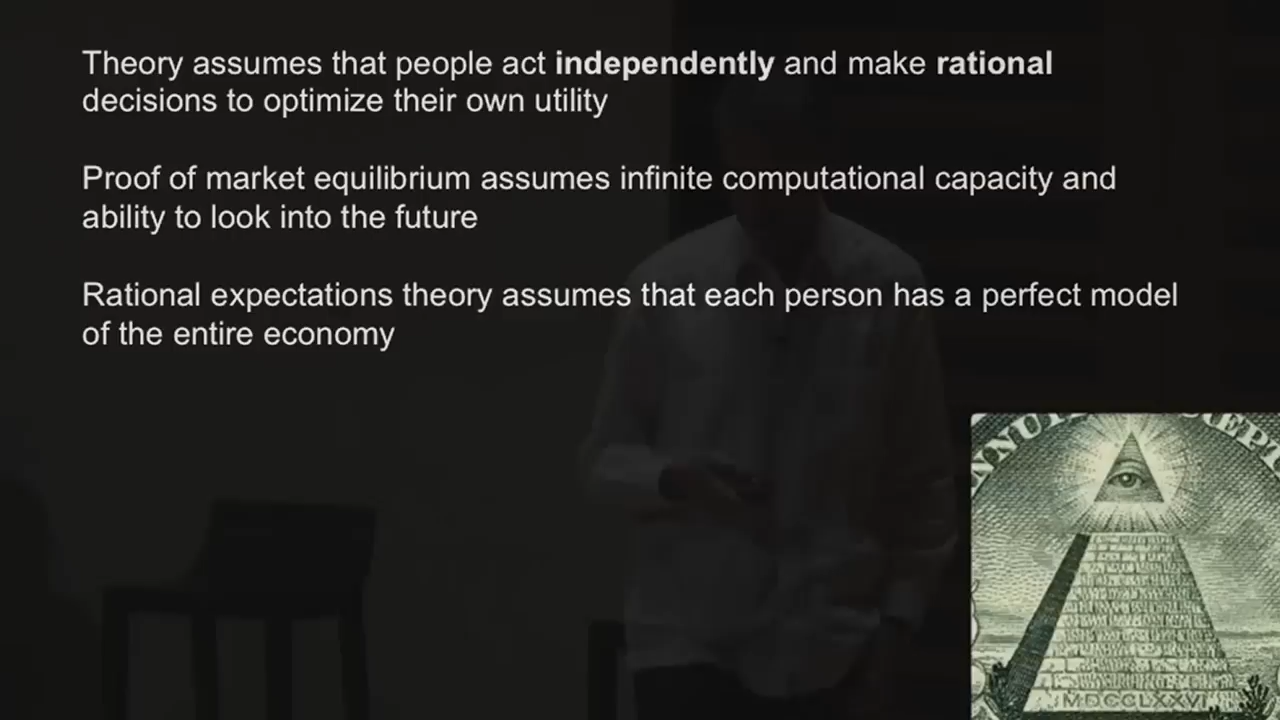 Theory assumes that people act independently and make rational
decisions to optimize their own utility
Proof of market equilibrium assumes infinite computational capacity and
ability to look into the future
Rational expectations theory assumes that each person has a perfect model
of the entire economy
MDCCLXXVI